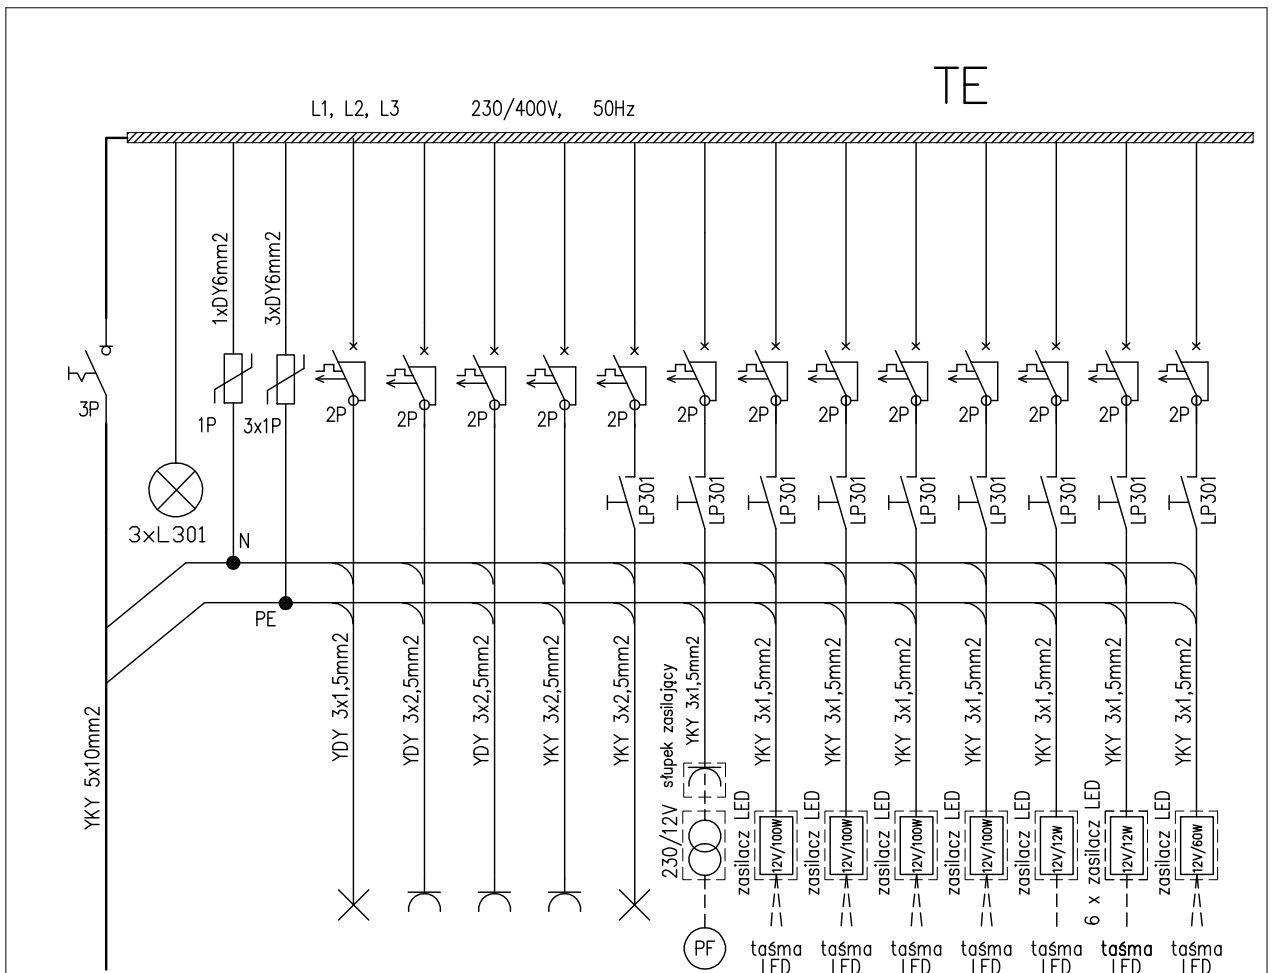 TE
L1, L2, L3 230/400V, 50Hz
1xDY6mm2
3xDY6mm2
3P
1P
3x1P
2P
2P
2P
2P
2P
2P
2P
2P
2P
2P
2P
2P
2P
LP301
LP301
LP301
LP301
LP301
LP301
LP301
LP301
LP301
3xL301
N
PE
YKY 5x10mm2
YDY 3x1,5mm2
YDY 3x2,5mm2
YDY 3x2,5mm2
YKY 3x2,5mm2
YKY 3x2,5mm2
słupek zasilający
YKY 3x1,5mm2
YKY 3x1,5mm2
YKY 3x1,5mm2
YKY 3x1,5mm2
YKY 3x1,5mm2
YKY 3x1,5mm2
YKY 3x1,5mm2
YKY 3x1,5mm2
230/12V
zasilacz LED
12V/100W
zasilacz LED
12V/100W
zasilacz LED
12V/100W
zasilacz LED
12V/100W
zasilacz LED
12V/12W
6 x zasilacz LED
12V/12W
zasilacz LED
12V/60W
PF
taśma
LED
taśma
LED
taśma
LED
taśma
LED
taśma
LED
taśma
LED
taśma
LED